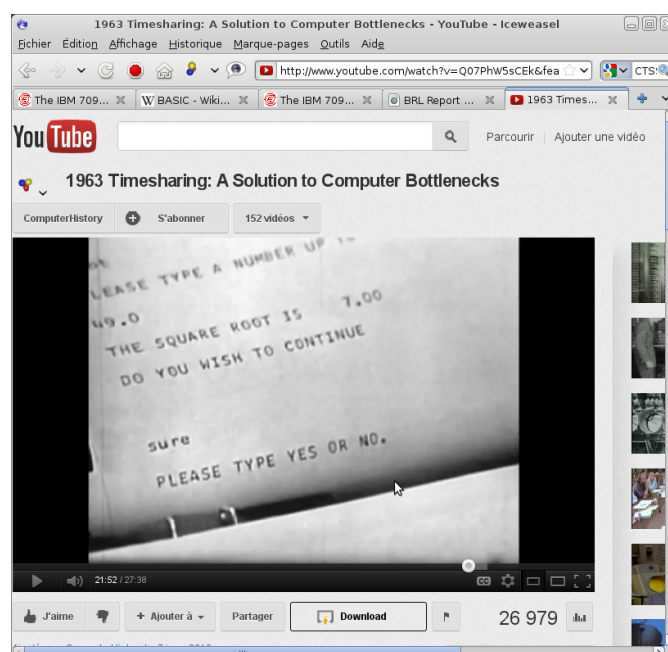 1963 Timesharing: A Solution to Computer Bottlenecks - YouTube - Iceweasel
Fichier Édition Affichage Historique Marque-pages Outils Aide
http://www.youtube.com/watch?v=Q07PhW5sCEk&fea CTS
The IBM 709... BASIC - Wiki... The IBM 709... BRL Report ... 1963 Times...
YouTube Parcourir Ajouter une vidéo
1963 Timesharing: A Solution to Computer Bottlenecks
ComputerHistory S'abonner 152 vidéos
LEASE TYPE A NUMBER UP
49.0
THE SQUARE ROOT IS 7.00
DO YOU WISH TO CONTINUE
sure
PLEASE TYPE YES OR NO.
21:52 / 27:38 CC
J'aime Ajouter à Partager Download 26 979